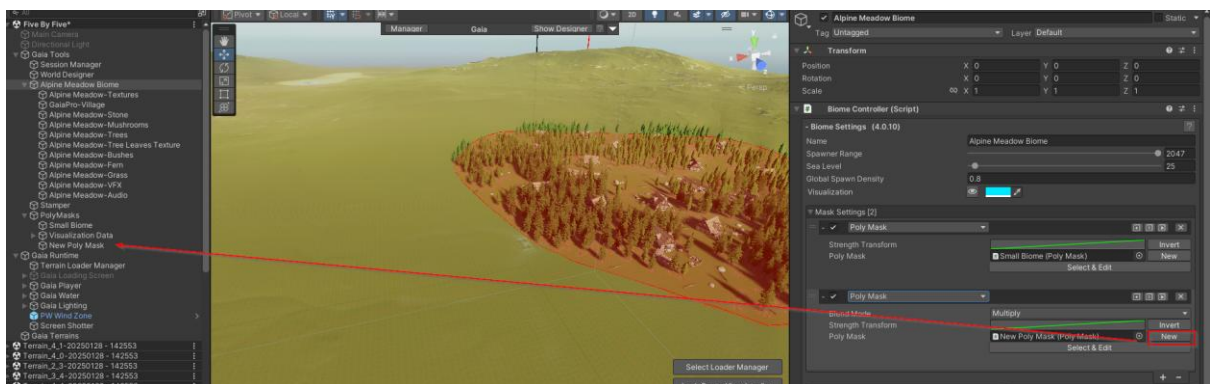 Five By Five*
Main Camera
Directional Light
Gaia Tools
Session Manager
World Designer
Alpine Meadow Biome
Alpine Meadow-Textures
GaiaPro-Village
Alpine Meadow-Stone
Alpine Meadow-Mushrooms
Alpine Meadow-Trees
Alpine Meadow-Tree Leaves Texture
Alpine Meadow-Bushes
Alpine Meadow-Fern
Alpine Meadow-Grass
Alpine Meadow-VFX
Alpine Meadow-Audio
Stamper
PolyMasks
Small Biome
Visualization Data
New Poly Mask
Gaia Runtime
Terrain Loader Manager
Gaia Loading Screen
Gaia Player
Gaia Water
Gaia Lighting
PW Wind Zone
Screen Shotter
Gaia Terrains
Terrain_4_1-20250128 - 142553
Terrain_4_0-20250128 - 142553
Terrain_2_3-20250128 - 142553
Terrain_3_4-20250128 - 142553
Pivot Local 2D
Manager Gaia Show Designer
< Persp
Select Loader Manager
Alpine Meadow Biome Static
Tag Untagged Layer Default
Transform
Position X 0 Y 0 Z 0
Rotation X 0 Y 0 Z 0
Scale X 1 Y 1 Z 1
Biome Controller (Script)
- Biome Settings (4.0.10)
Name Alpine Meadow Biome
Spawner Range 2047
Sea Level 25
Global Spawn Density 0.8
Visualization
Mask Settings [2]
Poly Mask
Strength Transform Invert
Poly Mask Small Biome (Poly Mask) New
Select & Edit
Poly Mask
Blend Mode Multiply
Strength Transform Invert
Poly Mask New Poly Mask (Poly Mask) New
Select & Edit